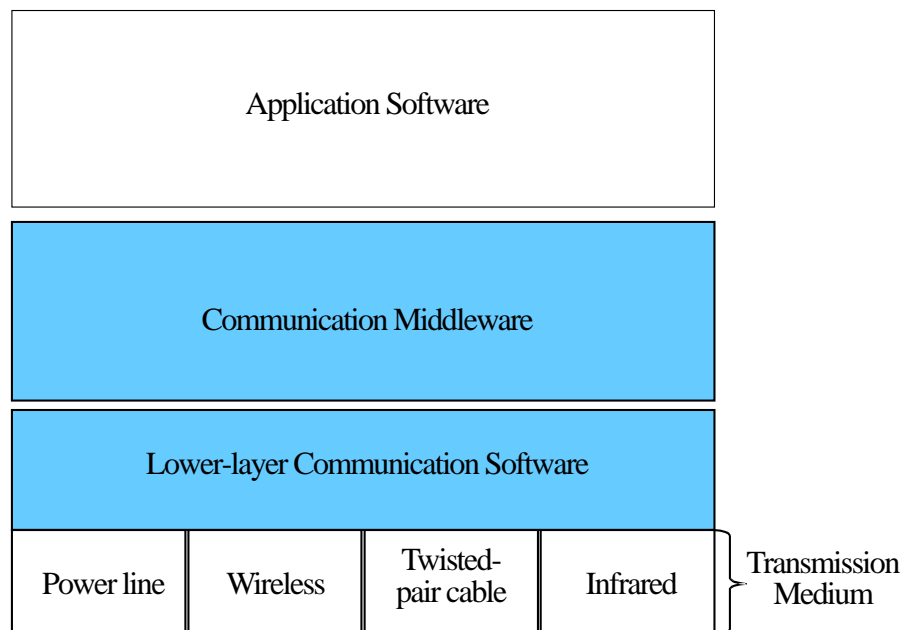 Application Software
Communication Middleware
Lower-layer Communication Software
Power line
Wireless
Twisted-
pair cable
Infrared
Transmission
Medium